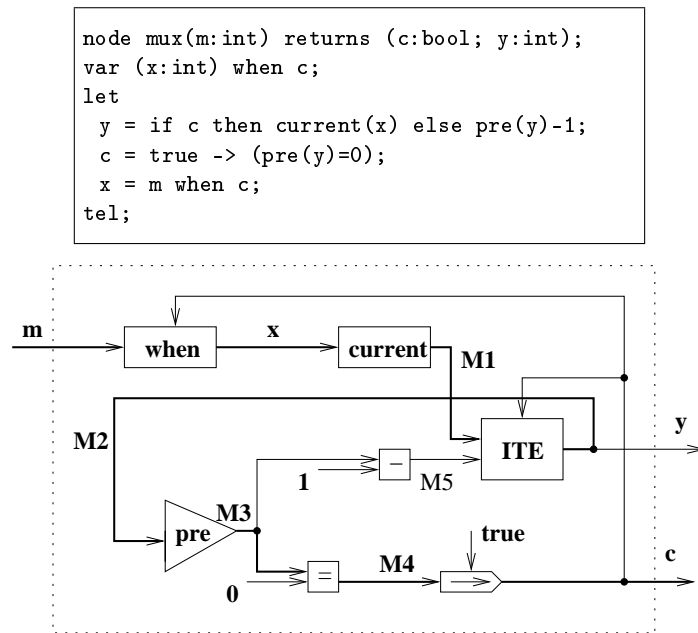 node mux(m:int) returns (c:bool; y:int);
var (x:int) when c;
let
y = if c then current(x) else pre(y)-1;
c = true -> (pre(y)=0);
x = m when c;
tel;
m
when
x
current
M1
M2
ITE
y
1
−
M5
pre
M3
true
0
=
M4
c